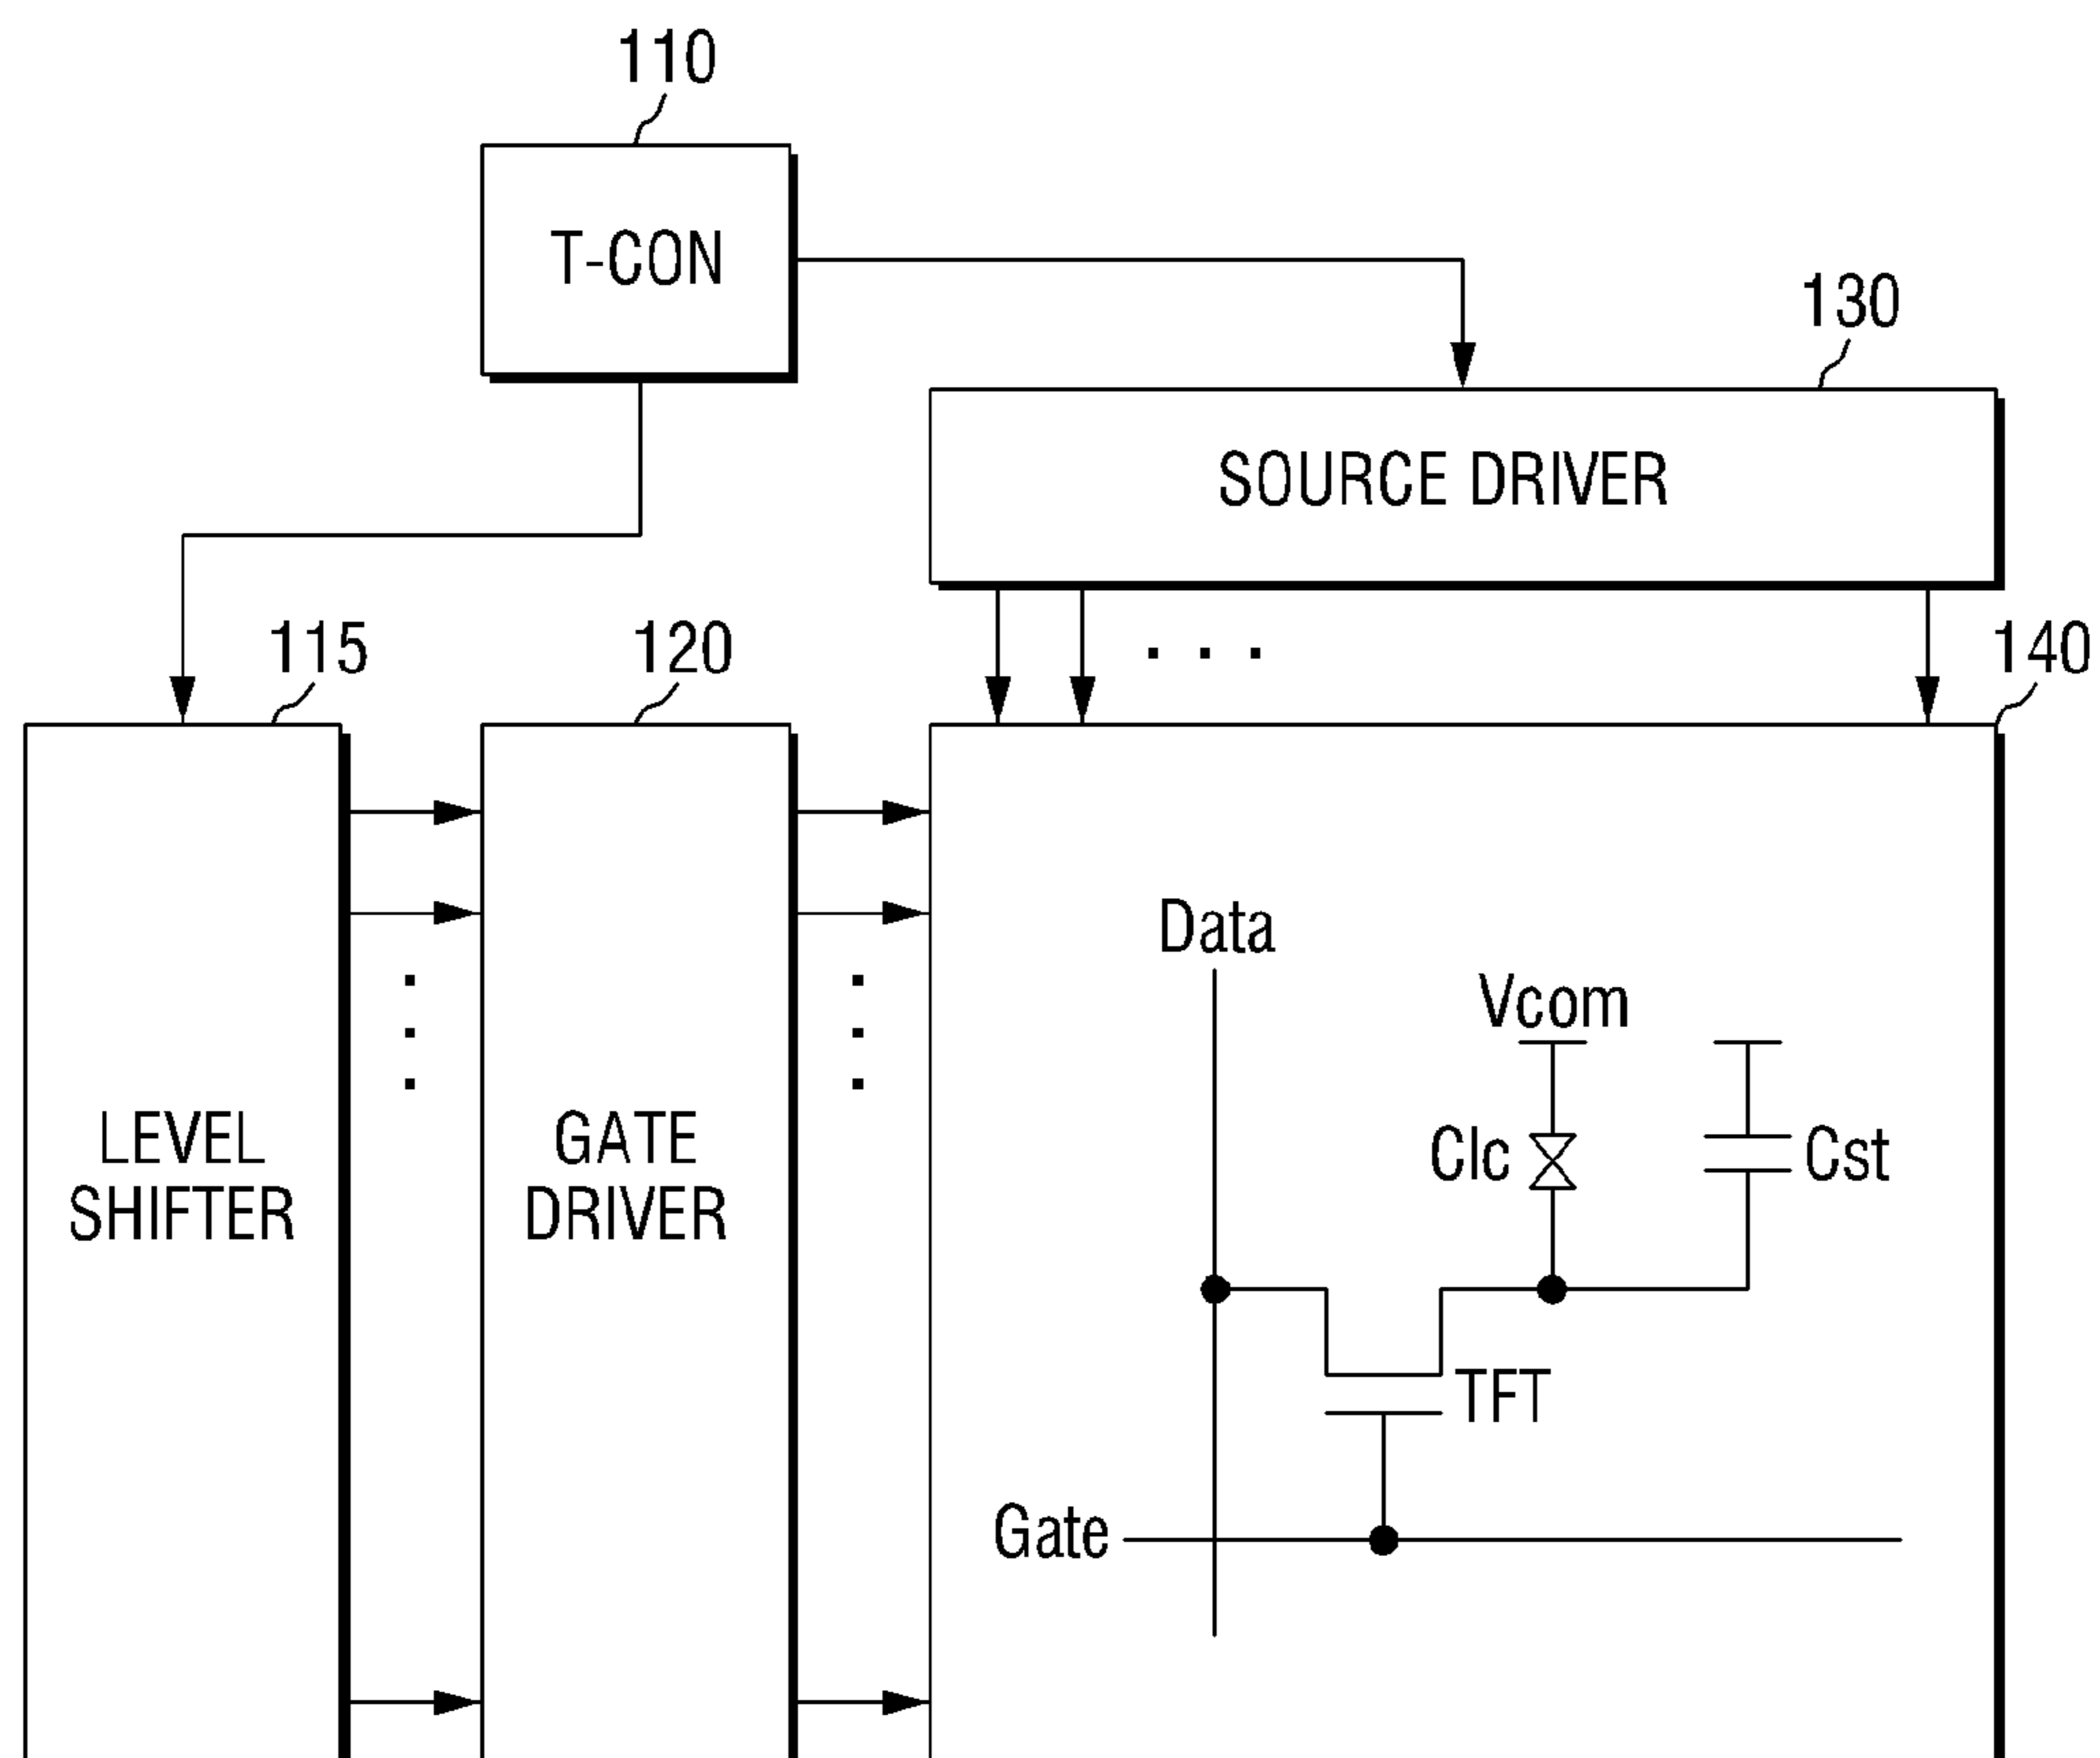 110
T-CON
130
SOURCE DRIVER
115
120
140
Data
Vcom
LEVEL
SHIFTER
GATE
DRIVER
Clc
Cst
TFT
Gate